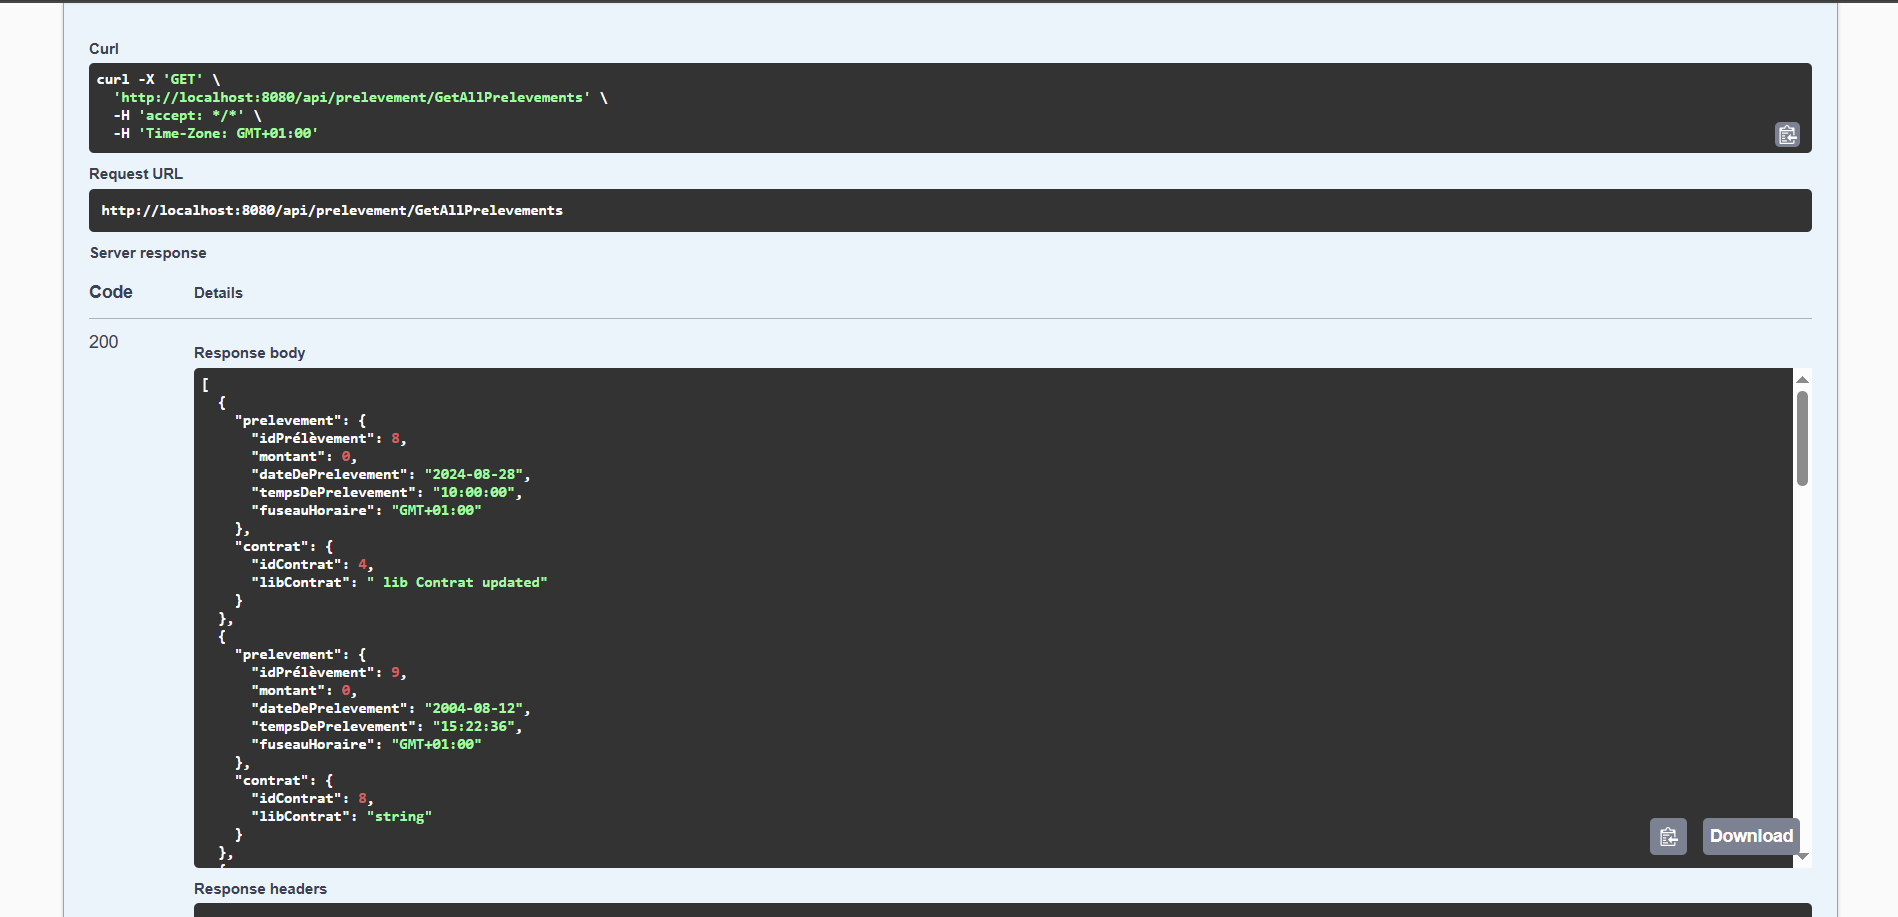 Curl
curl -X 'GET' \
'http://localhost:8080/api/prelevement/GetAllPrelevements' \
-H 'accept: */*' \
-H 'Time-Zone: GMT+01:00'
Request URL
http://localhost:8080/api/prelevement/GetAllPrelevements
Server response
Code Details
200
Response body
[
{
"prelevement": {
"idPrélèvement": 8,
"montant": 0,
"dateDePrelevement": "2024-08-28",
"tempsDePrelevement": "10:00:00",
"fuseauHoraire": "GMT+01:00"
},
"contrat": {
"idContrat": 4,
"libContrat": " lib Contrat updated"
}
},
{
"prelevement": {
"idPrélèvement": 9,
"montant": 0,
"dateDePrelevement": "2004-08-12",
"tempsDePrelevement": "15:22:36",
"fuseauHoraire": "GMT+01:00"
},
"contrat": {
"idContrat": 8,
"libContrat": "string"
}
},
Download
Response headers